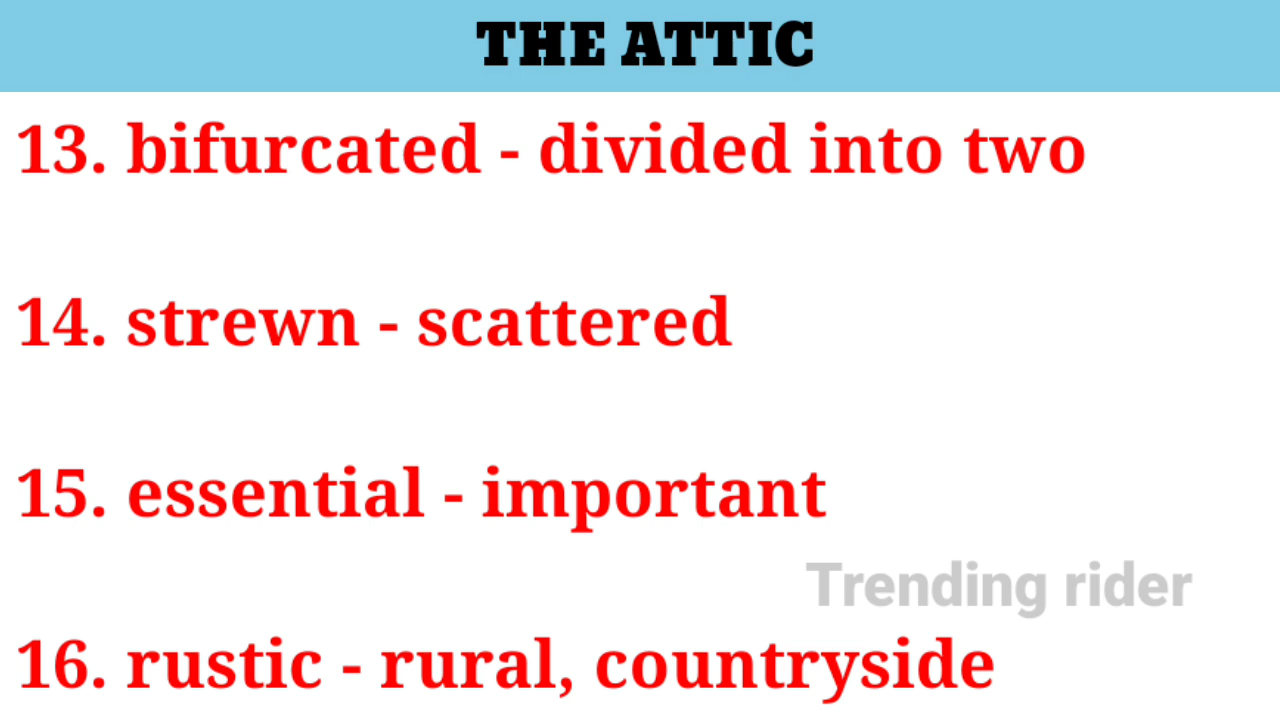 THE ATTIC
13. bifurcated - divided into two
14. strewn - scattered
15. essential - important
Trending rider
16. rustic - rural, countryside